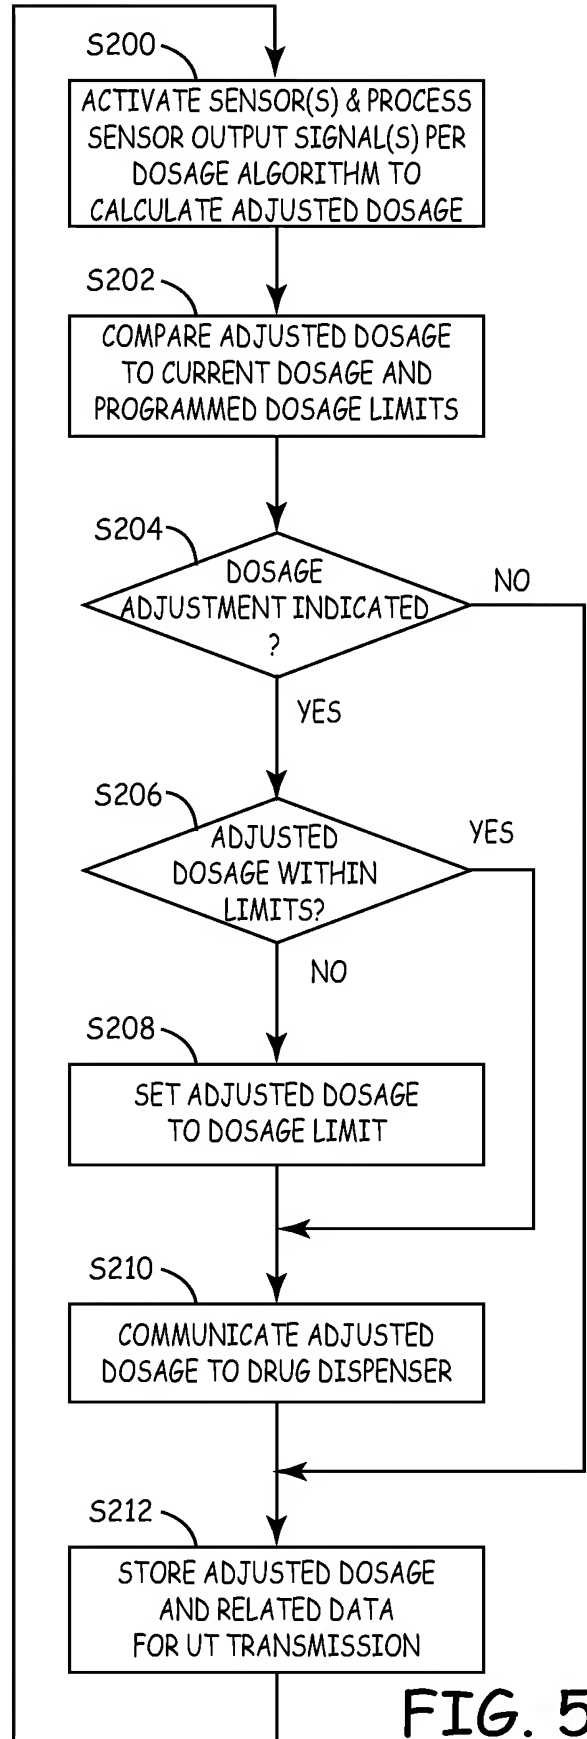 S200
ACTIVATE SENSOR(S) & PROCESS
SENSOR OUTPUT SIGNAL(S) PER
DOSAGE ALGORITHM TO
CALCULATE ADJUSTED DOSAGE
S202
COMPARE ADJUSTED DOSAGE
TO CURRENT DOSAGE AND
PROGRAMMED DOSAGE LIMITS
S204
DOSAGE
ADJUSTMENT INDICATED
?
NO
YES
S206
ADJUSTED
DOSAGE WITHIN
LIMITS?
YES
NO
S208
SET ADJUSTED DOSAGE
TO DOSAGE LIMIT
S210
COMMUNICATE ADJUSTED
DOSAGE TO DRUG DISPENSER
S212
STORE ADJUSTED DOSAGE
AND RELATED DATA
FOR UT TRANSMISSION
FIG. 5